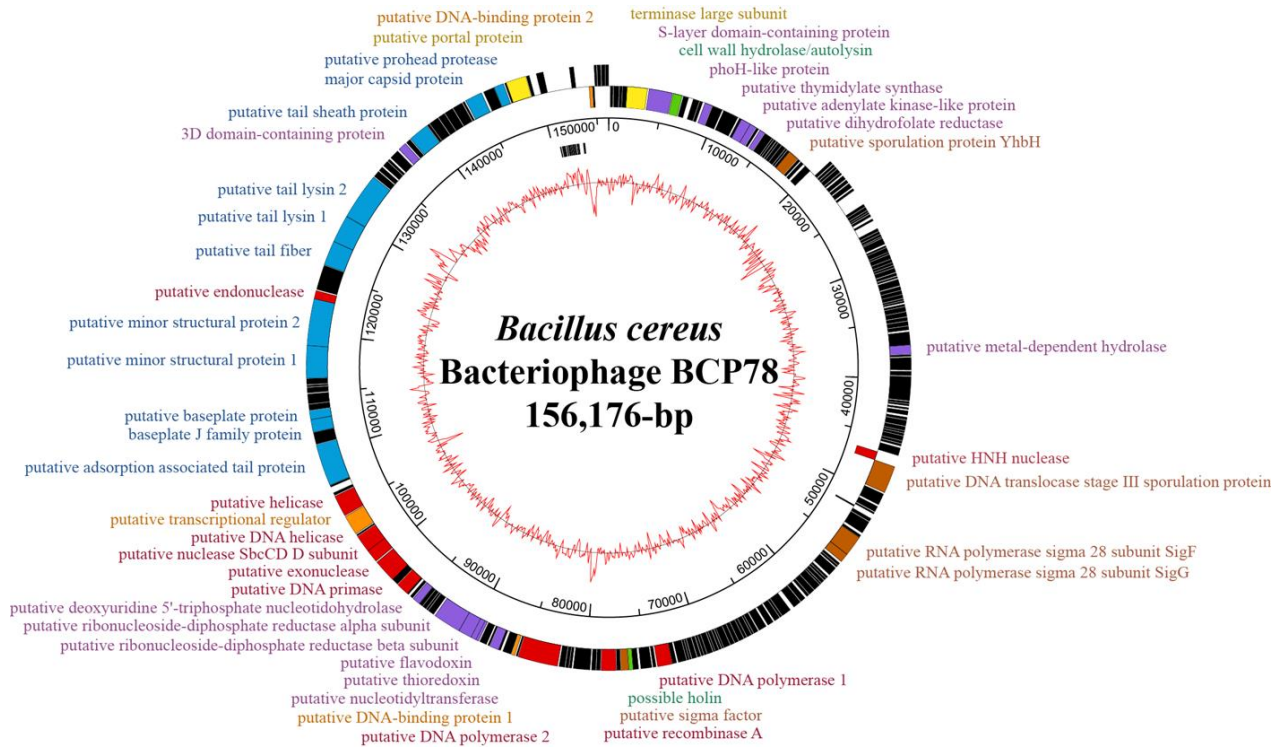 putative DNA-binding protein 2
putative portal protein
putative prohead protease
major capsid protein
putative tail sheath protein
3D domain-containing protein
putative tail lysin 2
putative tail lysin 1
putative tail fiber
putative endonuclease
putative minor structural protein 2
putative minor structural protein 1
putative baseplate protein
baseplate J family protein
putative adsorption associated tail protein
putative helicase
putative transcriptional regulator
putative DNA helicase
putative nuclease SbcCD D subunit
putative exonuclease
putative DNA primase
putative deoxyuridine 5'-triphosphate nucleotidohydrolase
putative ribonucleoside-diphosphate reductase alpha subunit
putative ribonucleoside-diphosphate reductase beta subunit
putative flavodoxin
putative thioredoxin
putative nucleotidyltransferase
putative DNA-binding protein 1
putative DNA polymerase 2
terminase large subunit
S-layer domain-containing protein
cell wall hydrolase/autolysin
phoH-like protein
putative thymidylate synthase
putative adenylate kinase-like protein
putative dihydrofolate reductase
putative sporulation protein YhbH
putative metal-dependent hydrolase
putative HNH nuclease
putative DNA translocase stage III sporulation protein
putative RNA polymerase sigma 28 subunit SigF
putative RNA polymerase sigma 28 subunit SigG
putative DNA polymerase 1
possible holin
putative sigma factor
putative recombinase A
0
10000
20000
30000
40000
50000
60000
70000
80000
90000
100000
110000
120000
130000
140000
150000
Bacillus cereus
Bacteriophage BCP78
156,176-bp